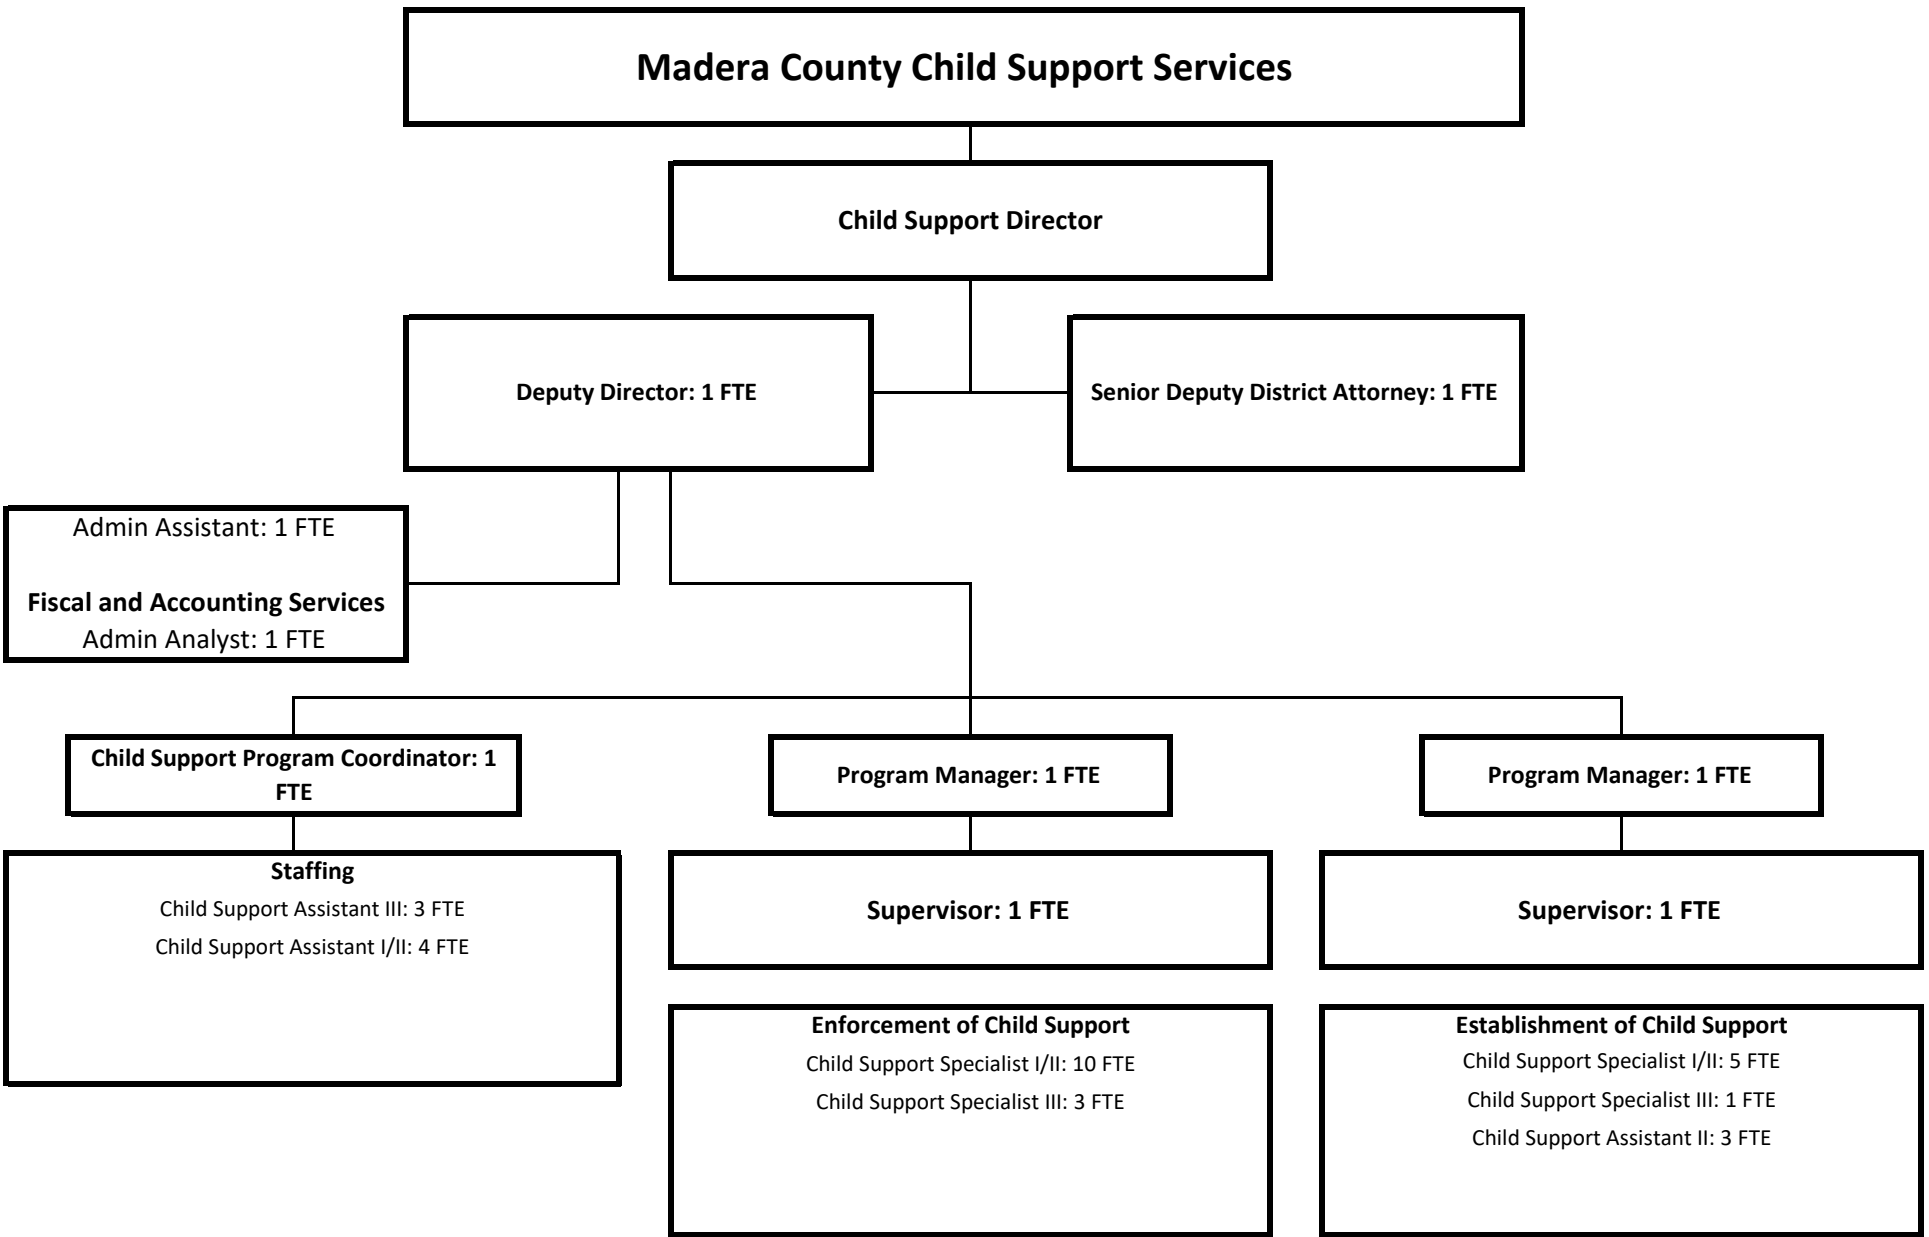 Madera County Child Support Services
Child Support Director
Deputy Director: 1 FTE
Senior Deputy District Attorney: 1 FTE
Admin Assistant: 1 FTE
Fiscal and Accounting Services
Admin Analyst: 1 FTE
Child Support Program Coordinator: 1
FTE
Program Manager: 1 FTE
Program Manager: 1 FTE
Staffing
Child Support Assistant III: 3 FTE
Child Support Assistant I/II: 4 FTE
Supervisor: 1 FTE
Supervisor: 1 FTE
Enforcement of Child Support
Child Support Specialist I/II: 10 FTE
Child Support Specialist III: 3 FTE
Establishment of Child Support
Child Support Specialist I/II: 5 FTE
Child Support Specialist III: 1 FTE
Child Support Assistant II: 3 FTE